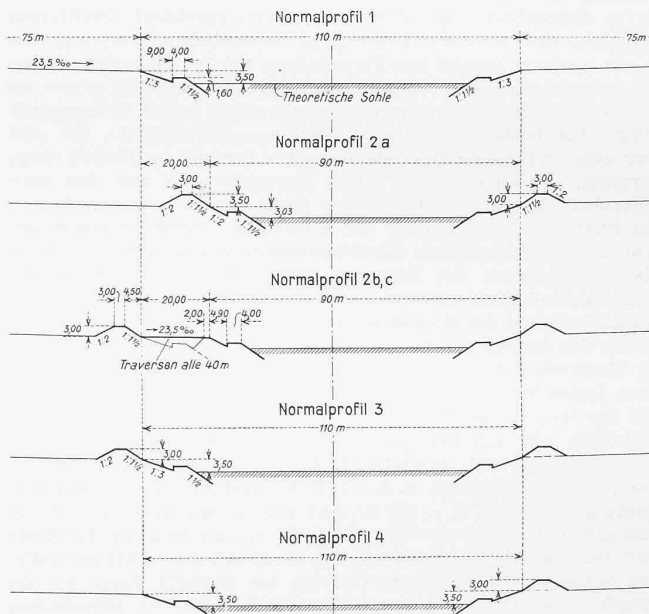 Normalprofil 1
75 m 110 m 75 m
23,5 ‰ 9,00 4,00 3,50
1,60
1:3 1:1½ Theoretische Sohle 1:1½ 1:3
Normalprofil 2a
20,00 90 m
3,00 3,00
1:2 1:1½ 1:2 3,50 1:1½ 3,03 3,00 1:1½ 1:2
Normalprofil 2b,c
3,00 4,50 20,00 90 m
2,00 4,90 4,00
3,00 1:2 23,5 ‰
Traversen alle 40 m
Normalprofil 3
110 m
3,00
1:2 1:1½ 1:3 1½ 3,50
Normalprofil 4
110 m
3,00
3,50 3,50